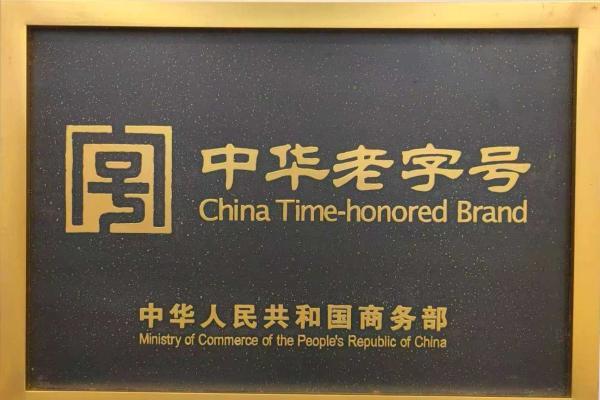 中华老字号
China Time-honored Brand
中华人民共和国商务部
Ministry of Commerce of the People's Republic of China